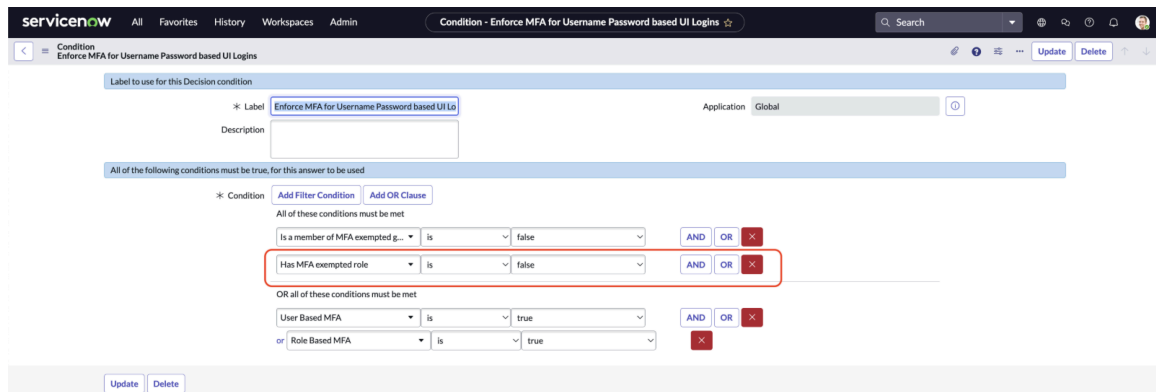 servicenow All Favorites History Workspaces Admin Condition - Enforce MFA for Username Password based UI Logins Search
Condition
Enforce MFA for Username Password based UI Logins
Update Delete
Label to use for this Decision condition
Label Enforce MFA for Username Password based UI Lo Application Global
Description
All of the following conditions must be true, for this answer to be used
Condition Add Filter Condition Add OR Clause
All of these conditions must be met
Is a member of MFA exempted g... is false AND OR
Has MFA exempted role is false AND OR
OR all of these conditions must be met
User Based MFA is true AND OR
or Role Based MFA is true
Update Delete